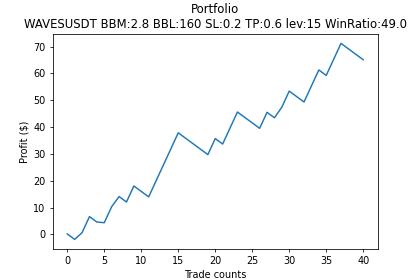 Portfolio
WAVESUSDT BBM:2.8 BBL:160 SL:0.2 TP:0.6 lev:15 WinRatio:49.0
70
60
50
40
30
20
10
0
Profit ($)
0 5 10 15 20 25 30 35 40
Trade counts